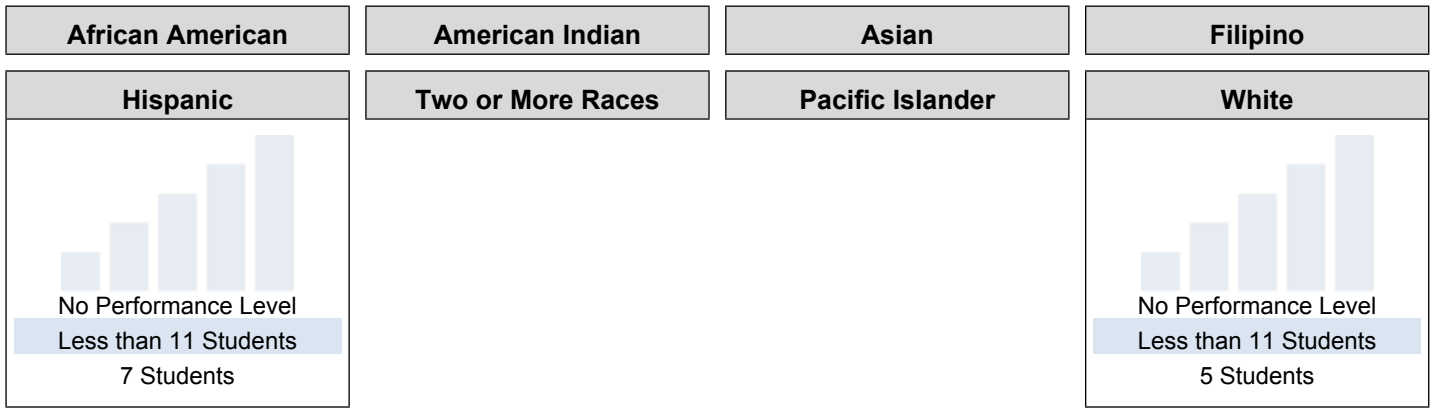 African American
American Indian
Asian
Filipino
Hispanic
No Performance Level
Less than 11 Students
7 Students
Two or More Races
Pacific Islander
White
No Performance Level
Less than 11 Students
5 Students